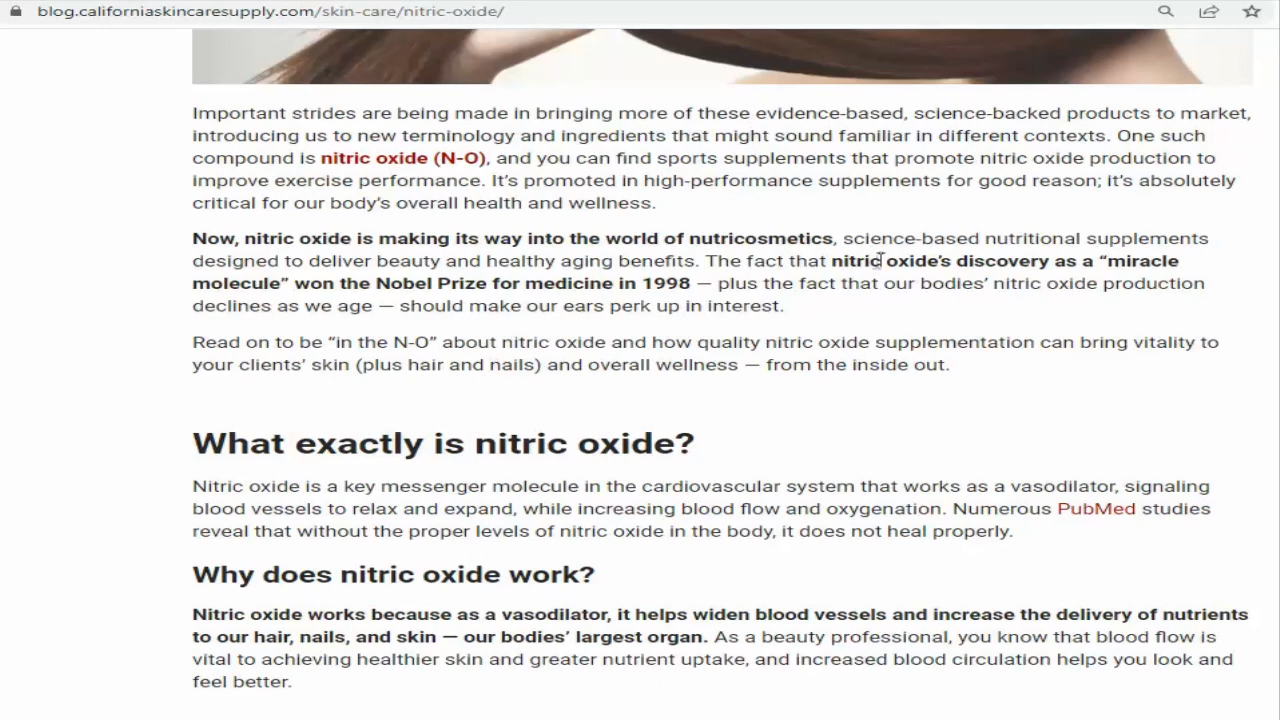 blog.californiaskincaresupply.com/skin-care/nitric-oxide/
Important strides are being made in bringing more of these evidence-based, science-backed products to market,
introducing us to new terminology and ingredients that might sound familiar in different contexts. One such
compound is nitric oxide (N-O), and you can find sports supplements that promote nitric oxide production to
improve exercise performance. It’s promoted in high-performance supplements for good reason; it’s absolutely
critical for our body’s overall health and wellness.
Now, nitric oxide is making its way into the world of nutricosmetics, science-based nutritional supplements
designed to deliver beauty and healthy aging benefits. The fact that nitric oxide’s discovery as a “miracle
molecule” won the Nobel Prize for medicine in 1998 — plus the fact that our bodies’ nitric oxide production
declines as we age — should make our ears perk up in interest.
Read on to be “in the N-O” about nitric oxide and how quality nitric oxide supplementation can bring vitality to
your clients’ skin (plus hair and nails) and overall wellness — from the inside out.
What exactly is nitric oxide?
Nitric oxide is a key messenger molecule in the cardiovascular system that works as a vasodilator, signaling
blood vessels to relax and expand, while increasing blood flow and oxygenation. Numerous PubMed studies
reveal that without the proper levels of nitric oxide in the body, it does not heal properly.
Why does nitric oxide work?
Nitric oxide works because as a vasodilator, it helps widen blood vessels and increase the delivery of nutrients
to our hair, nails, and skin — our bodies’ largest organ. As a beauty professional, you know that blood flow is
vital to achieving healthier skin and greater nutrient uptake, and increased blood circulation helps you look and
feel better.